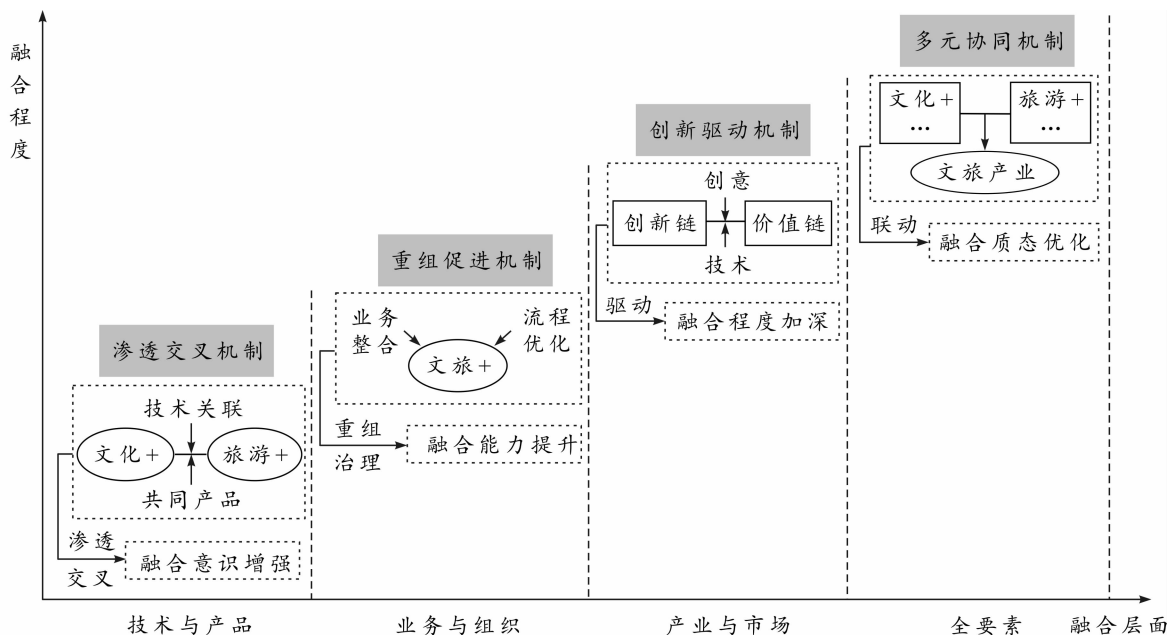 融合程度
渗透交叉机制
技术关联
文化+
旅游+
共同产品
渗透
交叉
融合意识增强
技术与产品
重组促进机制
业务
整合
流程
优化
文旅+
重组
治理
融合能力提升
业务与组织
创新驱动机制
创意
创新链
价值链
技术
驱动
融合程度加深
产业与市场
多元协同机制
文化+
...
旅游+
...
文旅产业
联动
融合质态优化
全要素
融合层面